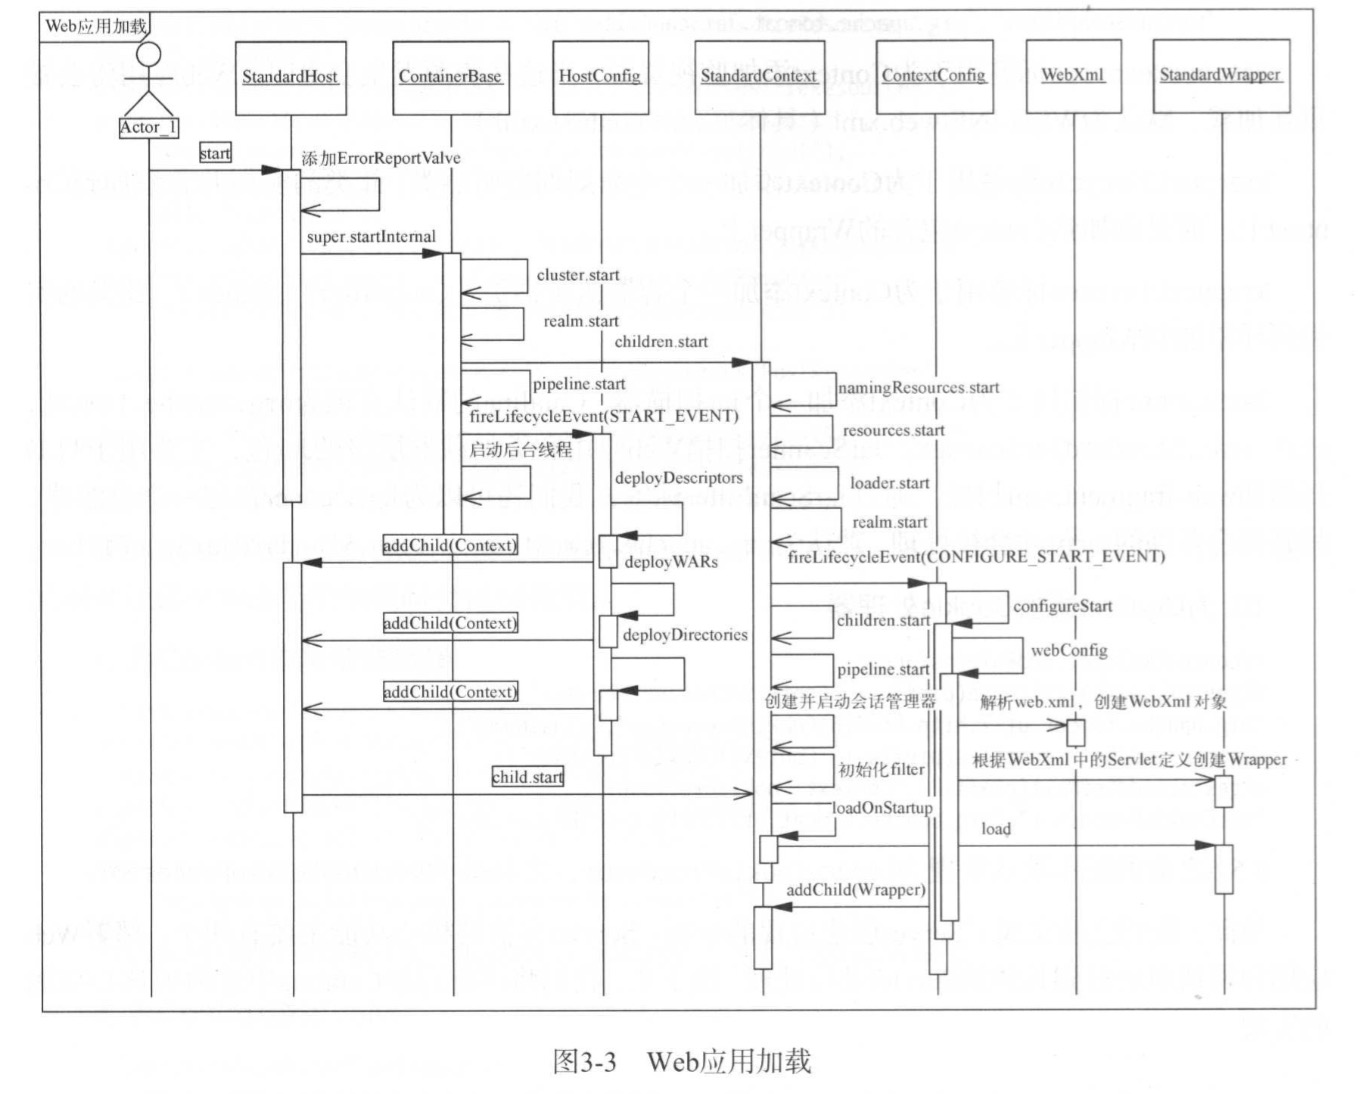 Web应用加载
StandardHost
ContainerBase
HostConfig
StandardContext
ContextConfig
WebXml
StandardWrapper
Actor_1
start
添加ErrorReportValve
super.startInternal
cluster.start
realm.start
children.start
pipeline.start
namingResources.start
fireLifecycleEvent(START_EVENT)
resources.start
启动后台线程
deployDescriptors
loader.start
realm.start
addChild(Context)
deployWARs
fireLifecycleEvent(CONFIGURE_START_EVENT)
configureStart
addChild(Context)
deployDirectories
children.start
webConfig
pipeline.start
addChild(Context)
创建并启动会话管理器
解析web.xml，创建WebXml对象
根据WebXml中的Servlet定义创建Wrapper
child.start
初始化filter
loadOnStartup
load
addChild(Wrapper)
图3-3 Web应用加载